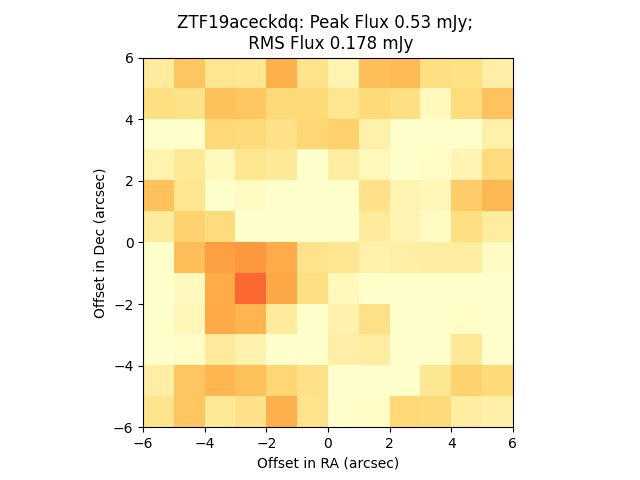 ZTF19aceckdq: Peak Flux 0.53 mJy;
RMS Flux 0.178 mJy
6
4
2
0
−2
−4
−6
Offset in Dec (arcsec)
−6 −4 −2 0 2 4 6
Offset in RA (arcsec)